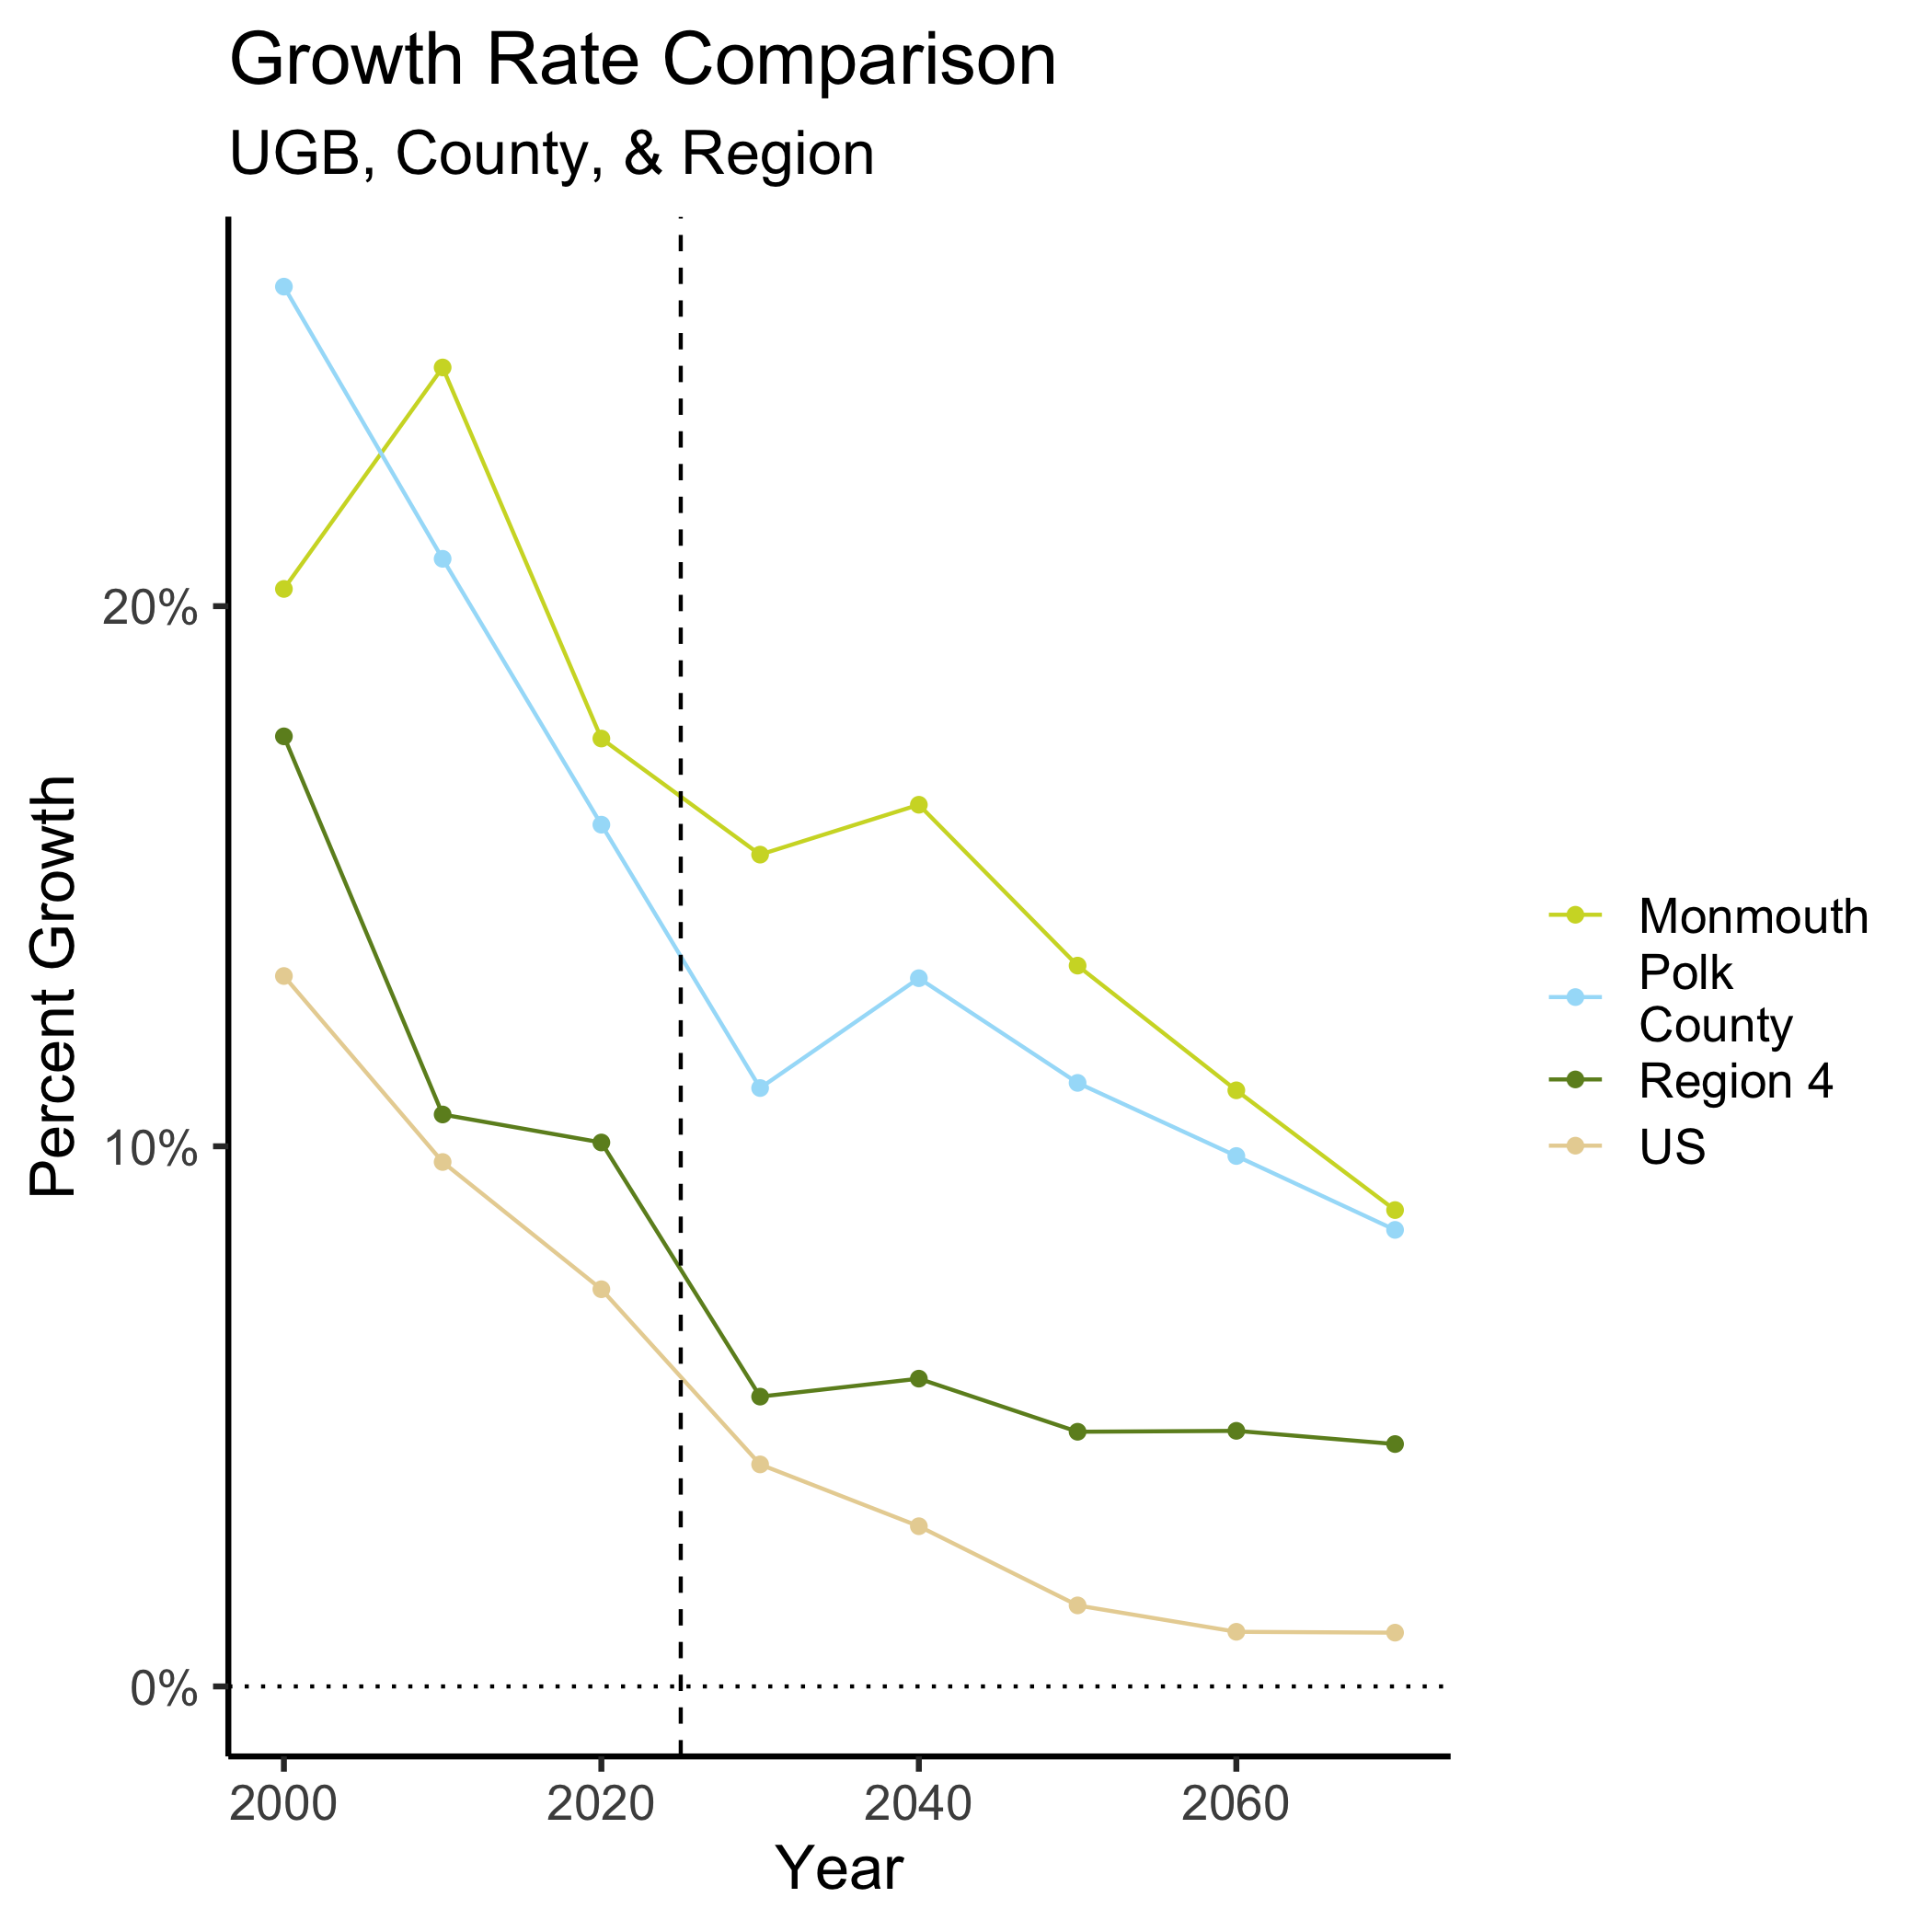 Growth Rate Comparison
UGB, County, & Region
Percent Growth
20%
10%
0%
2000
2020
2040
2060
Year
Monmouth
Polk
County
Region 4
US